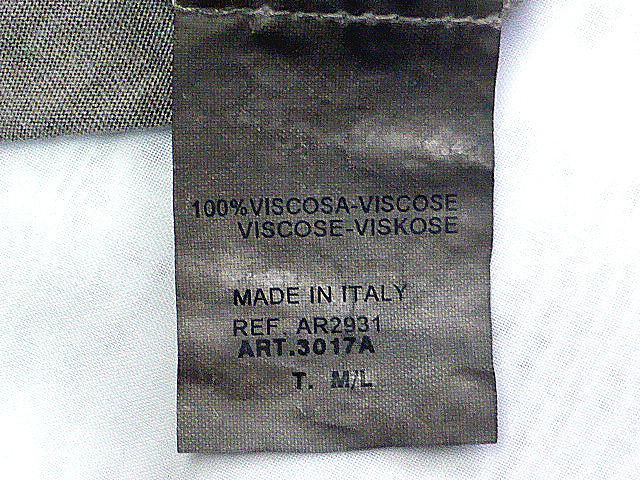 100%VISCOSA-VISCOSE
VISCOSE-VISKOSE
MADE IN ITALY
REF. AR2931
ART.3017A
T. M/L